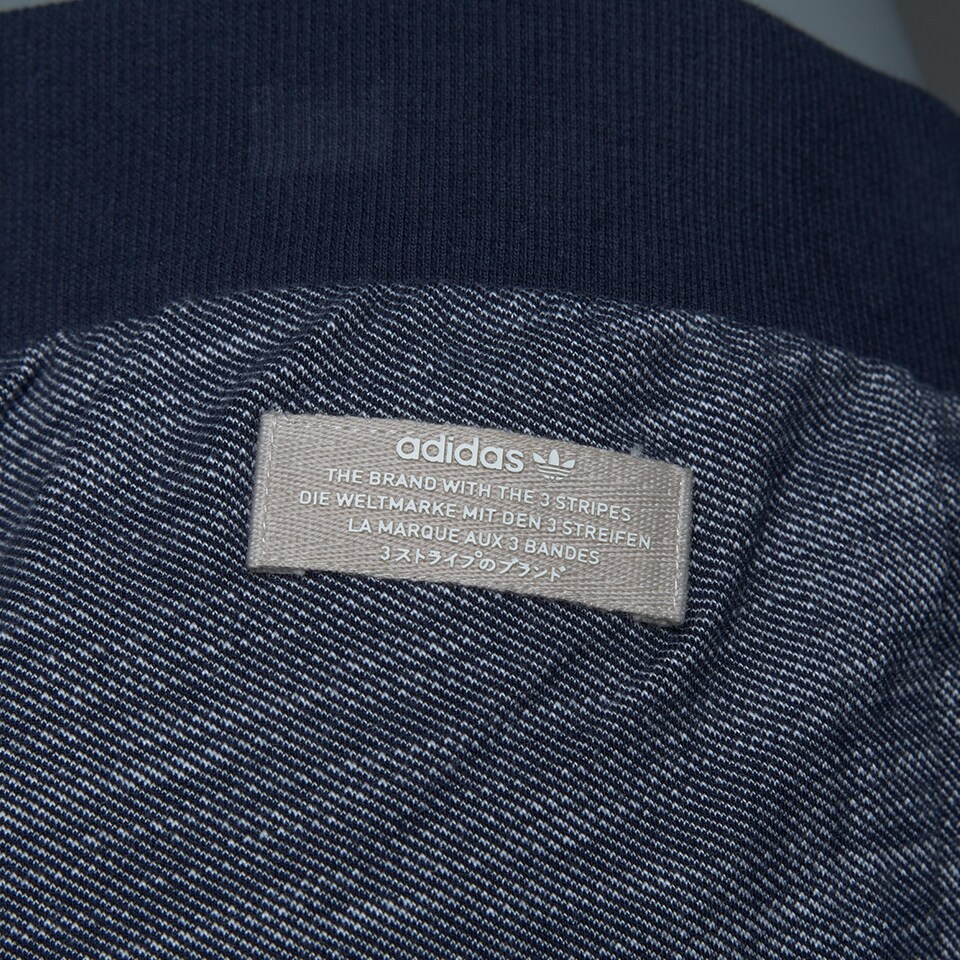 adidas
THE BRAND WITH THE 3 STRIPES
DIE WELTMARKE MIT DEN 3 STREIFEN
LA MARQUE AUX 3 BANDES
3 ストライプのブランド